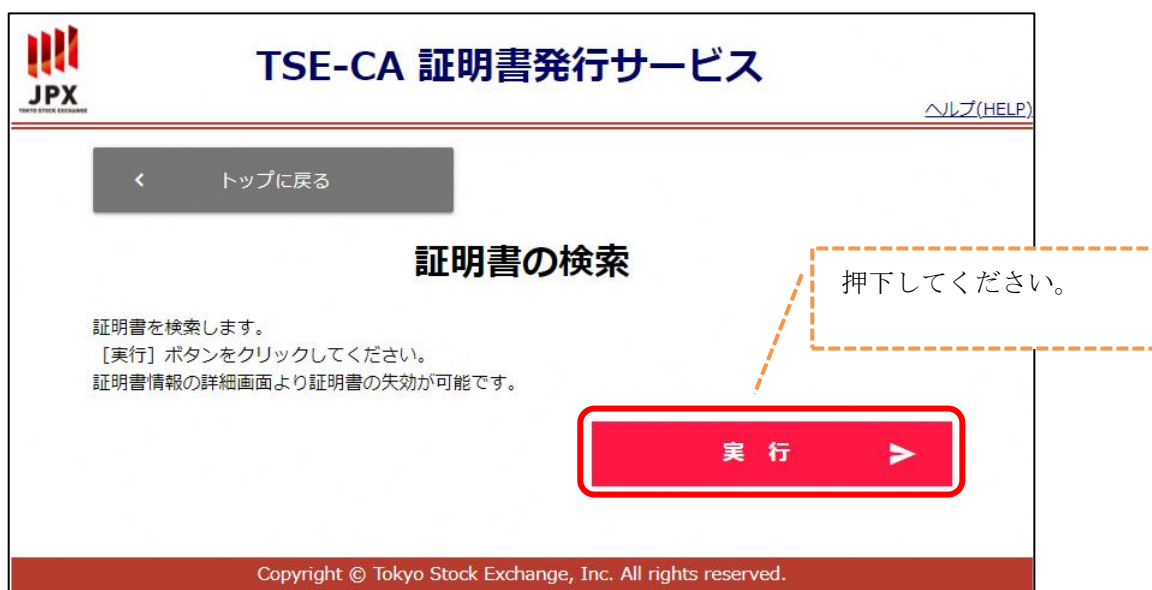 JPX
TOKYO STOCK EXCHANGE
TSE-CA 証明書発行サービス
ヘルプ(HELP)
トップに戻る
証明書の検索
押下してください。
証明書を検索します。
［実行］ボタンをクリックしてください。
証明書情報の詳細画面より証明書の失効が可能です。
実 行
Copyright © Tokyo Stock Exchange, Inc. All rights reserved.